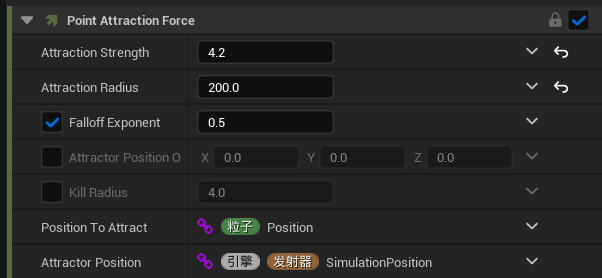 Point Attraction Force
Attraction Strength 4.2
Attraction Radius 200.0
Falloff Exponent 0.5
Attractor Position O X 0.0 Y 0.0 Z 0.0
Kill Radius 4.0
Position To Attract 粒子 Position
Attractor Position 引擎 发射器 SimulationPosition